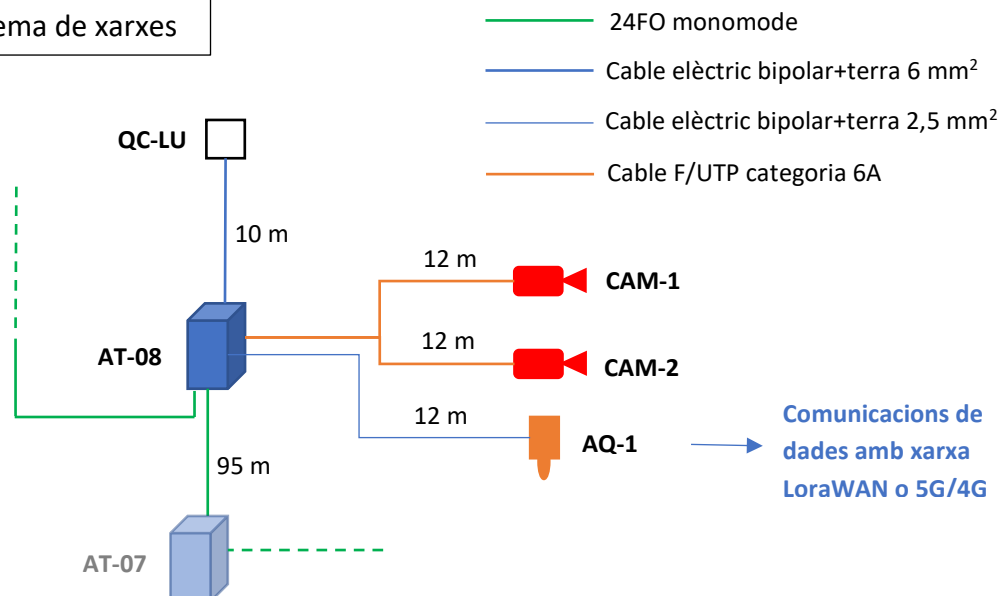 ema de xarxes
24FO monomode
Cable elèctric bipolar+terra 6 mm²
Cable elèctric bipolar+terra 2,5 mm²
Cable F/UTP categoria 6A
QC-LU
10 m
12 m
CAM-1
AT-08
12 m
CAM-2
12 m
AQ-1
Comunicacions de
dades amb xarxa
LoraWAN o 5G/4G
95 m
AT-07